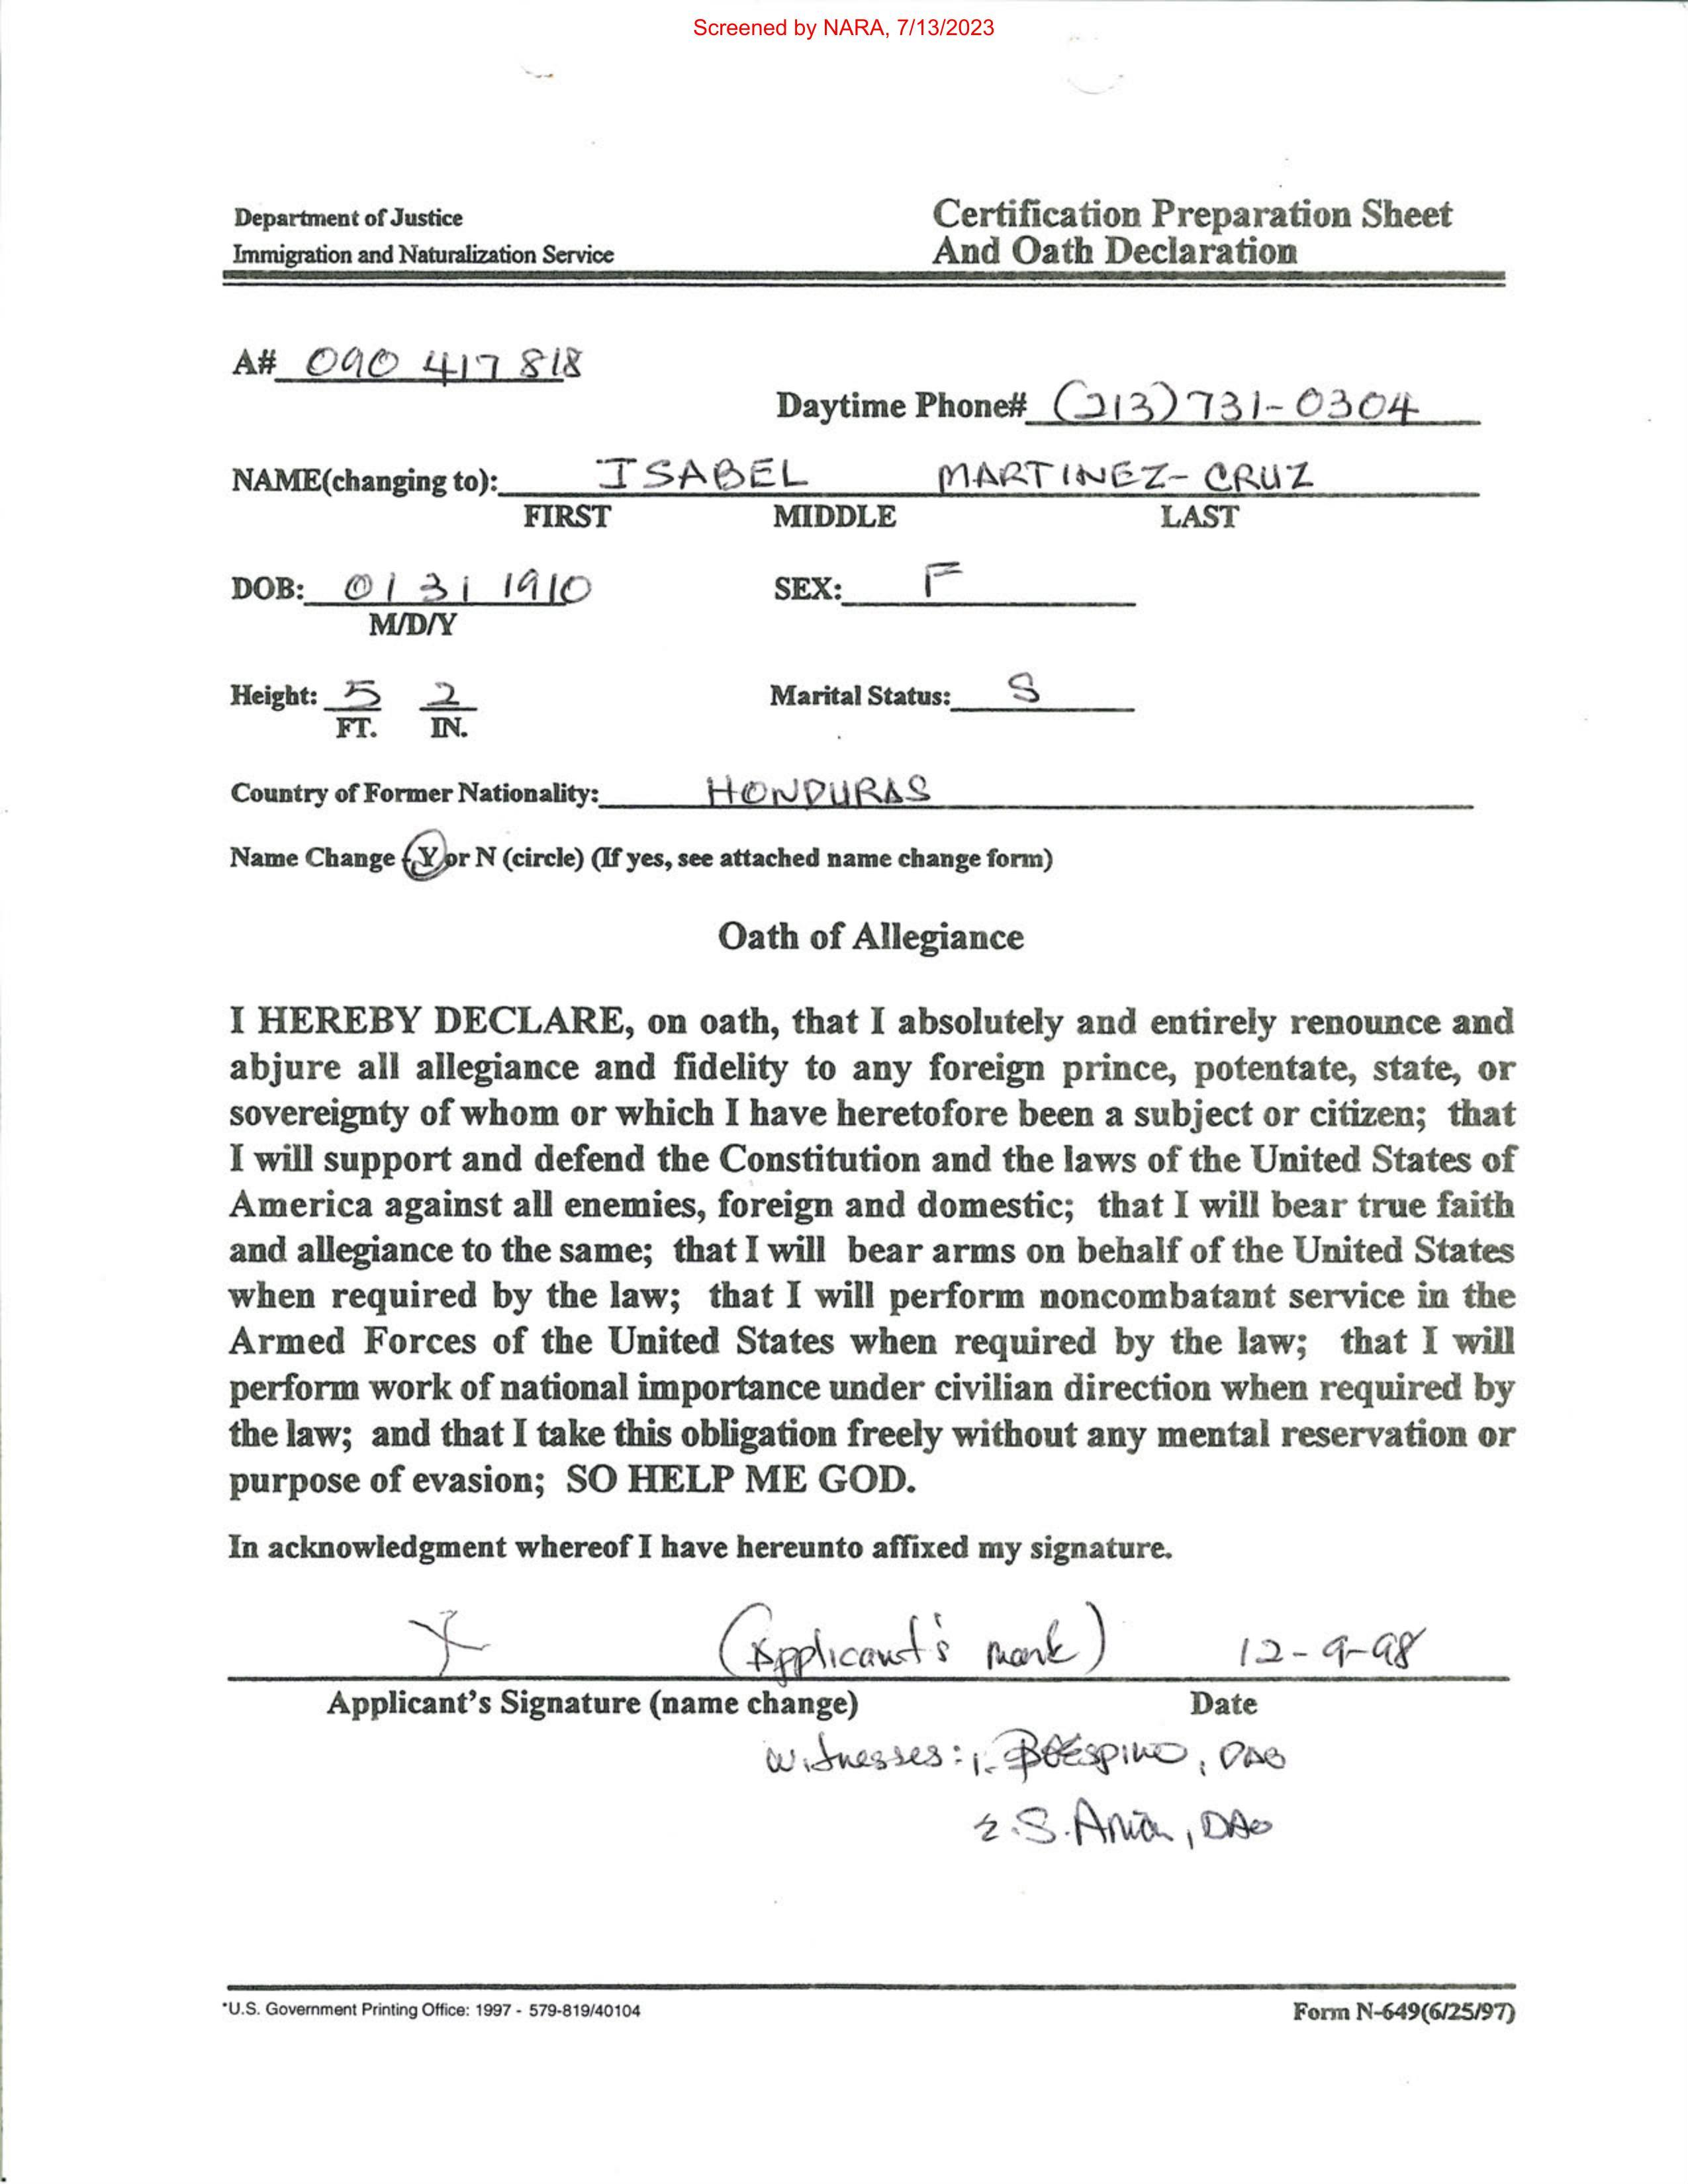 Screened by NARA, 7/13/2023
Department of Justice
Immigration and Naturalization Service
Certification Preparation Sheet
And Oath Declaration
A# 090 417 818
Daytime Phone# (213) 731-0304
NAME(changing to): ISABEL MARTINEZ-CRUZ
FIRST MIDDLE LAST
DOB: 01 31 1910 SEX: F
M/D/Y
Height: 5 2 Marital Status: S
FT. IN.
Country of Former Nationality: HONDURAS
Name Change (Y or N (circle) (If yes, see attached name change form)
Oath of Allegiance
I HEREBY DECLARE, on oath, that I absolutely and entirely renounce and
abjure all allegiance and fidelity to any foreign prince, potentate, state, or
sovereignty of whom or which I have heretofore been a subject or citizen; that
I will support and defend the Constitution and the laws of the United States of
America against all enemies, foreign and domestic; that I will bear true faith
and allegiance to the same; that I will bear arms on behalf of the United States
when required by the law; that I will perform noncombatant service in the
Armed Forces of the United States when required by the law; that I will
perform work of national importance under civilian direction when required by
the law; and that I take this obligation freely without any mental reservation or
purpose of evasion; SO HELP ME GOD.
In acknowledgment whereof I have hereunto affixed my signature.
X (Applicant's mark) 12-9-98
Applicant's Signature (name change) Date
Witnesses: 1.
2. S. DAO
*U.S. Government Printing Office: 1997 - 579-819/40104
Form N-649(6/25/97)